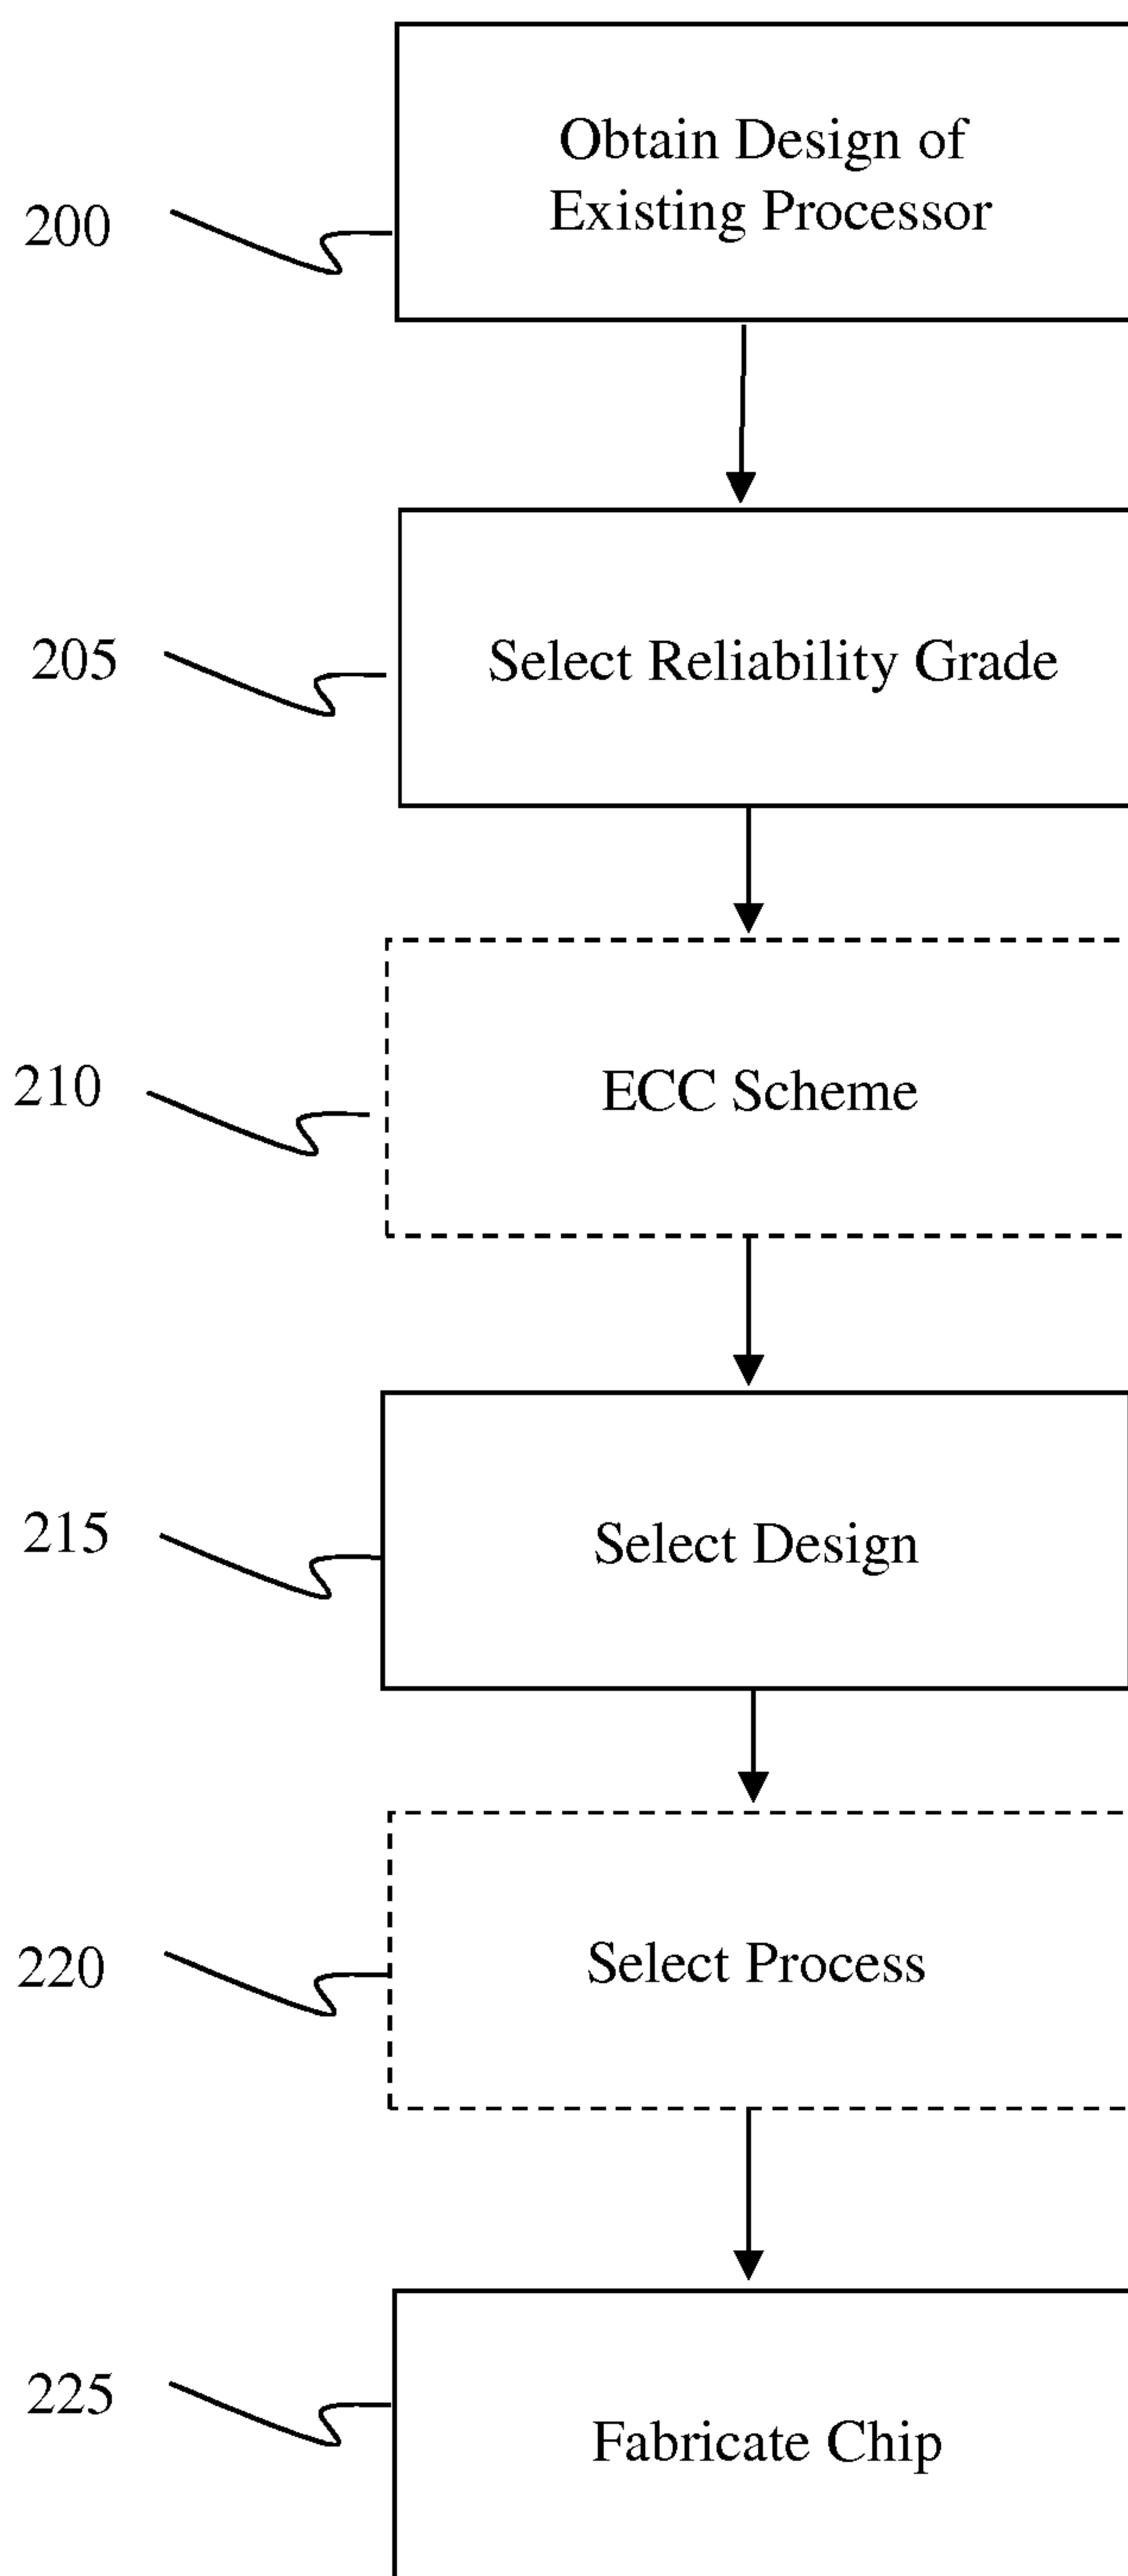 Obtain Design of
Existing Processor
200
Select Reliability Grade
205
ECC Scheme
210
Select Design
215
Select Process
220
Fabricate Chip
225